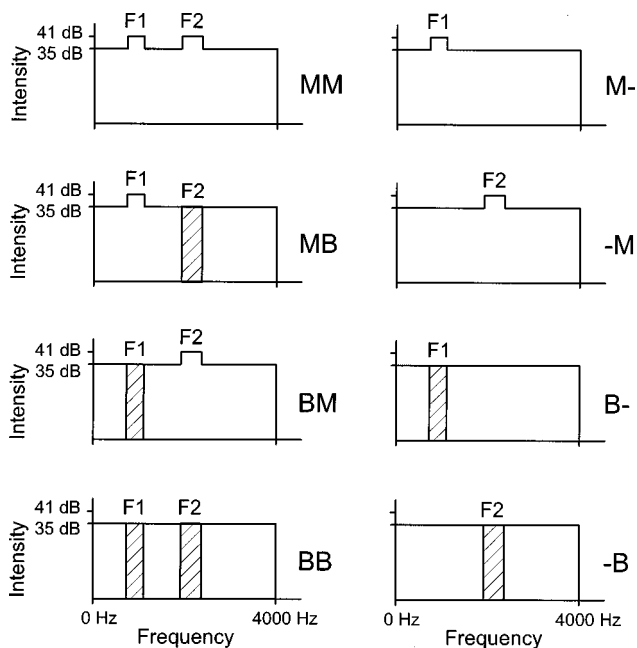 F1 F2
41 dB
35 dB
Intensity
MM
F1
M-
F1 F2
41 dB
35 dB
Intensity
MB
F2
-M
F1 F2
41 dB
35 dB
Intensity
BM
F1
B-
F1 F2
41 dB
35 dB
Intensity
BB
0 Hz 4000 Hz
Frequency
F2
-B
0 Hz 4000 Hz
Frequency